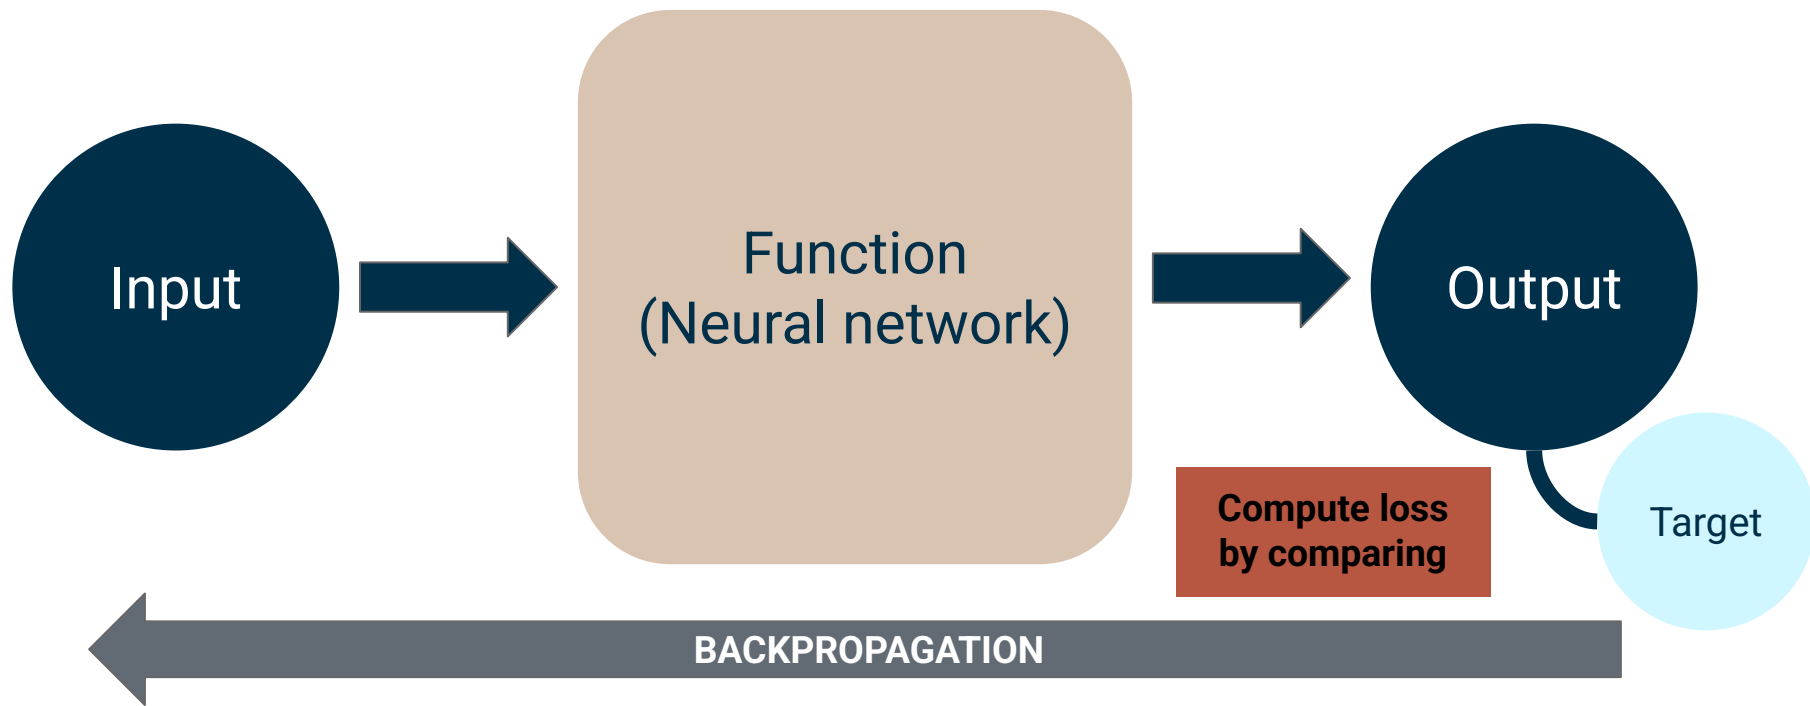 Input
Function
(Neural network)
Output
Compute loss
by comparing
Target
BACKPROPAGATION